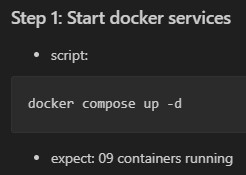 Step 1: Start docker services
script:
docker compose up -d
expect: 09 containers running